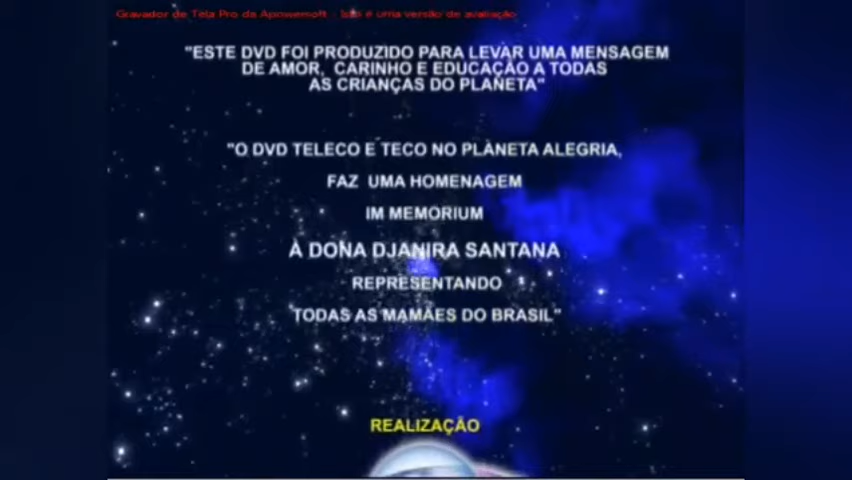 Gravador de Tela Pro da Apowersoft - Isso é uma versão de avaliação
"ESTE DVD FOI PRODUZIDO PARA LEVAR UMA MENSAGEM
DE AMOR, CARINHO E EDUCAÇÃO A TODAS
AS CRIANÇAS DO PLANETA"
"O DVD TELECO E TECO NO PLANETA ALEGRIA,
FAZ UMA HOMENAGEM
IM MEMORIUM
À DONA DJANIRA SANTANA
REPRESENTANDO
TODAS AS MAMÃES DO BRASIL"
REALIZAÇÃO